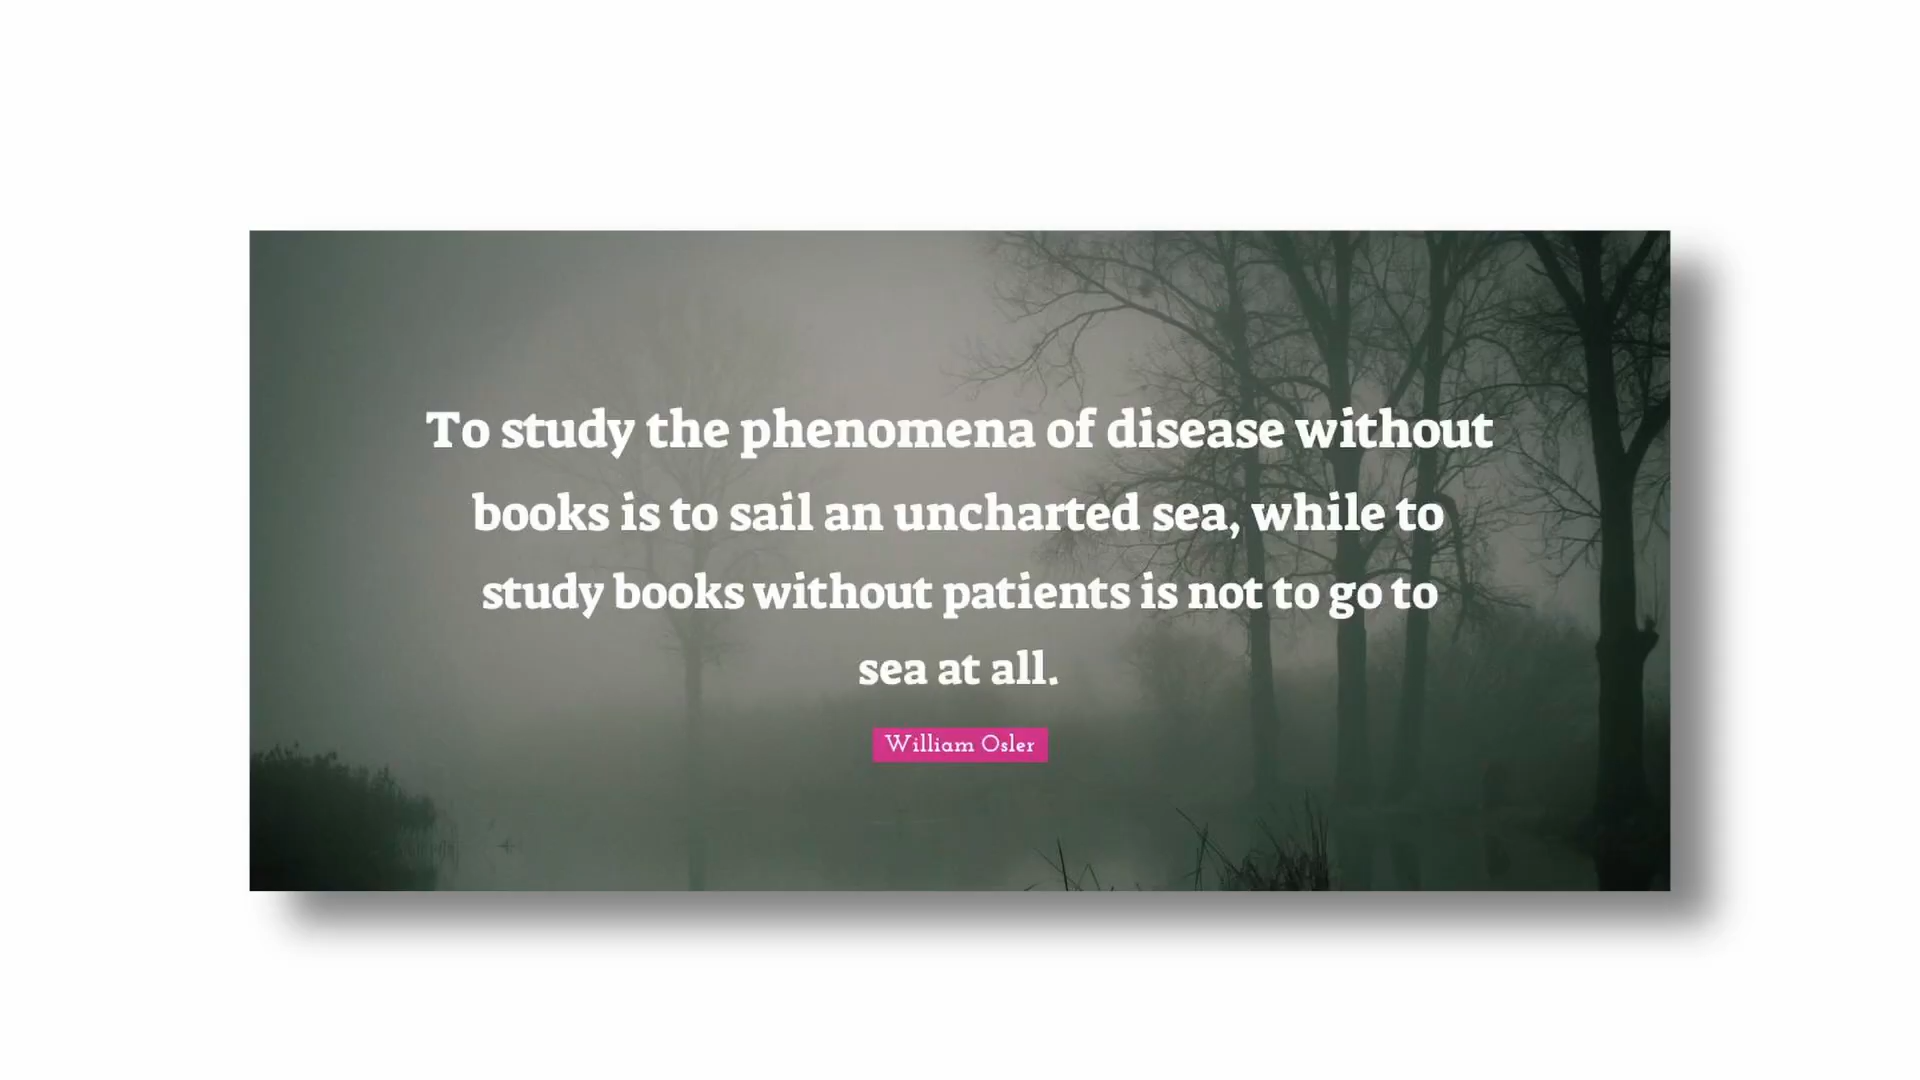 To study the phenomena of disease without
books is to sail an uncharted sea, while to
study books without patients is not to go to
sea at all.
William Osler